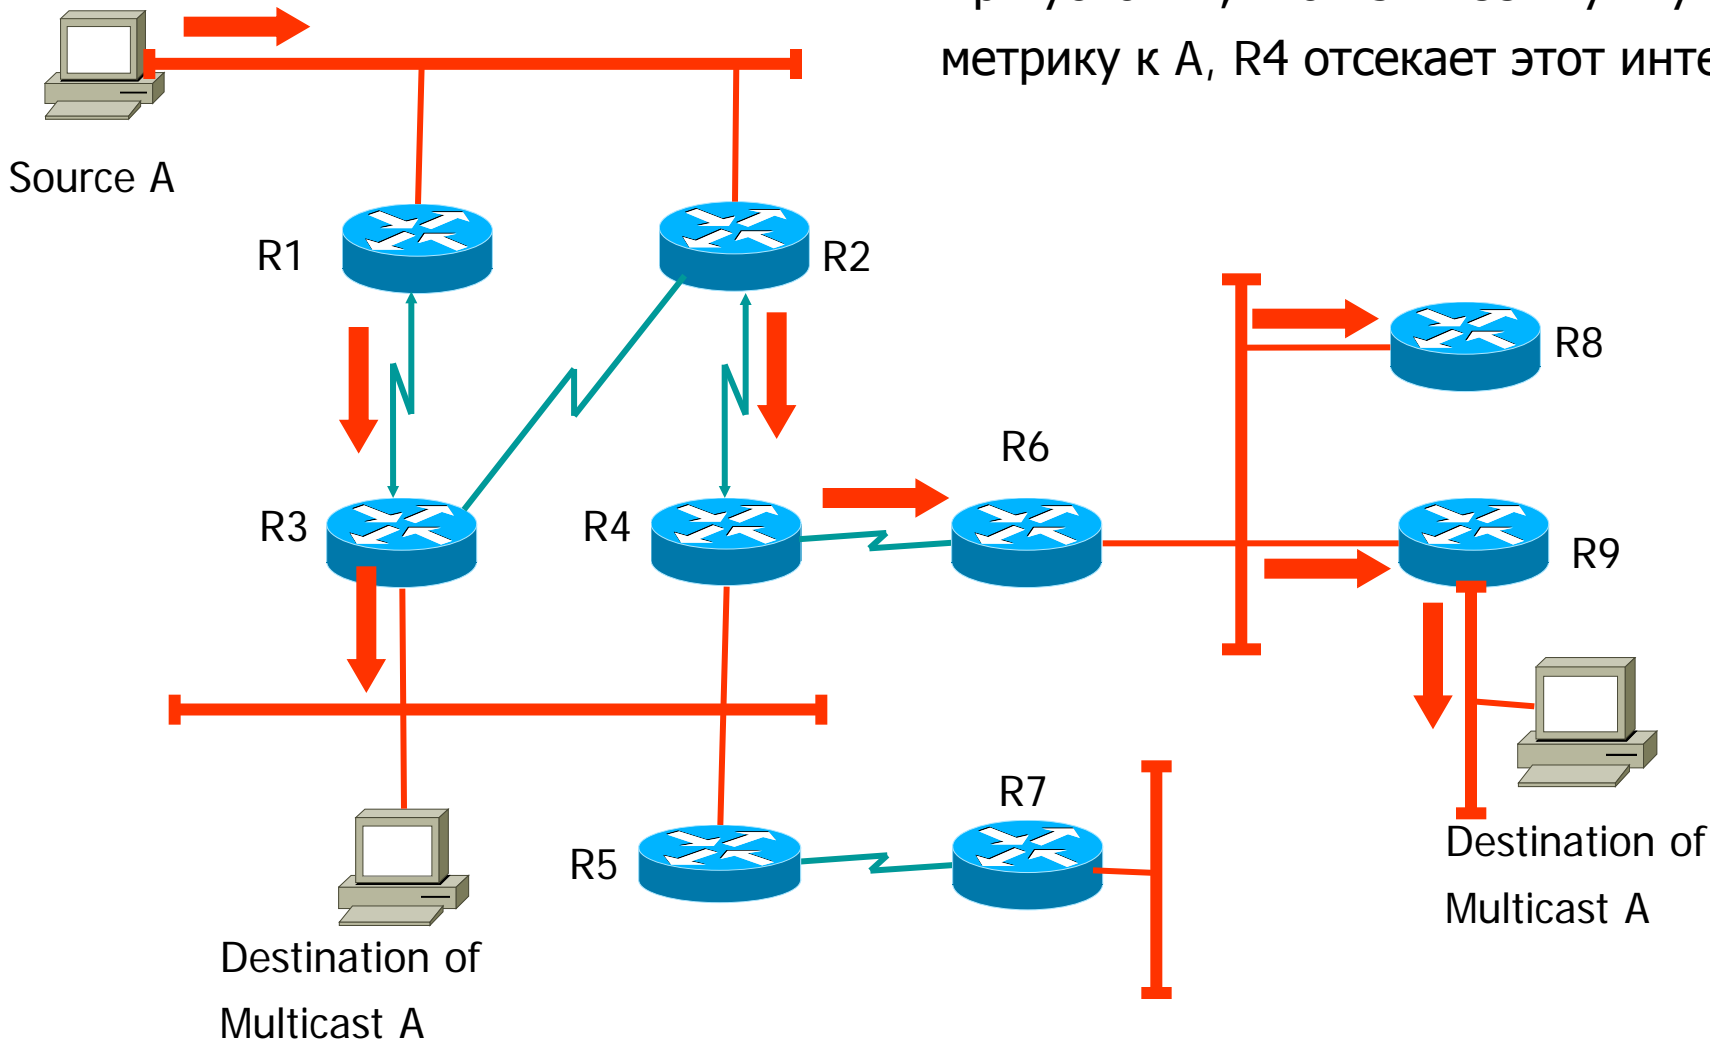 метрику к А, R4 отсекает этот
Source A
R1
R2
R8
R6
R3
R4
R9
R7
R5
Destination of
Multicast A
Destination of
Multicast A